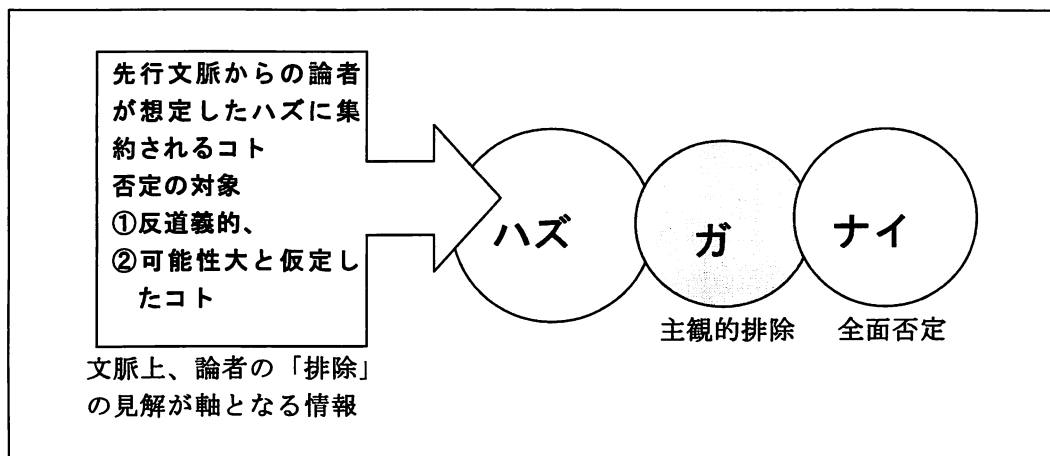 先行文脈からの論者
が想定したハズに集
約されるコト
否定の対象
①反道義的、
②可能性大と仮定し
たコト
ハズ
ガ
ナイ
主観的排除
全面否定
文脈上、論者の「排除」
の見解が軸となる情報